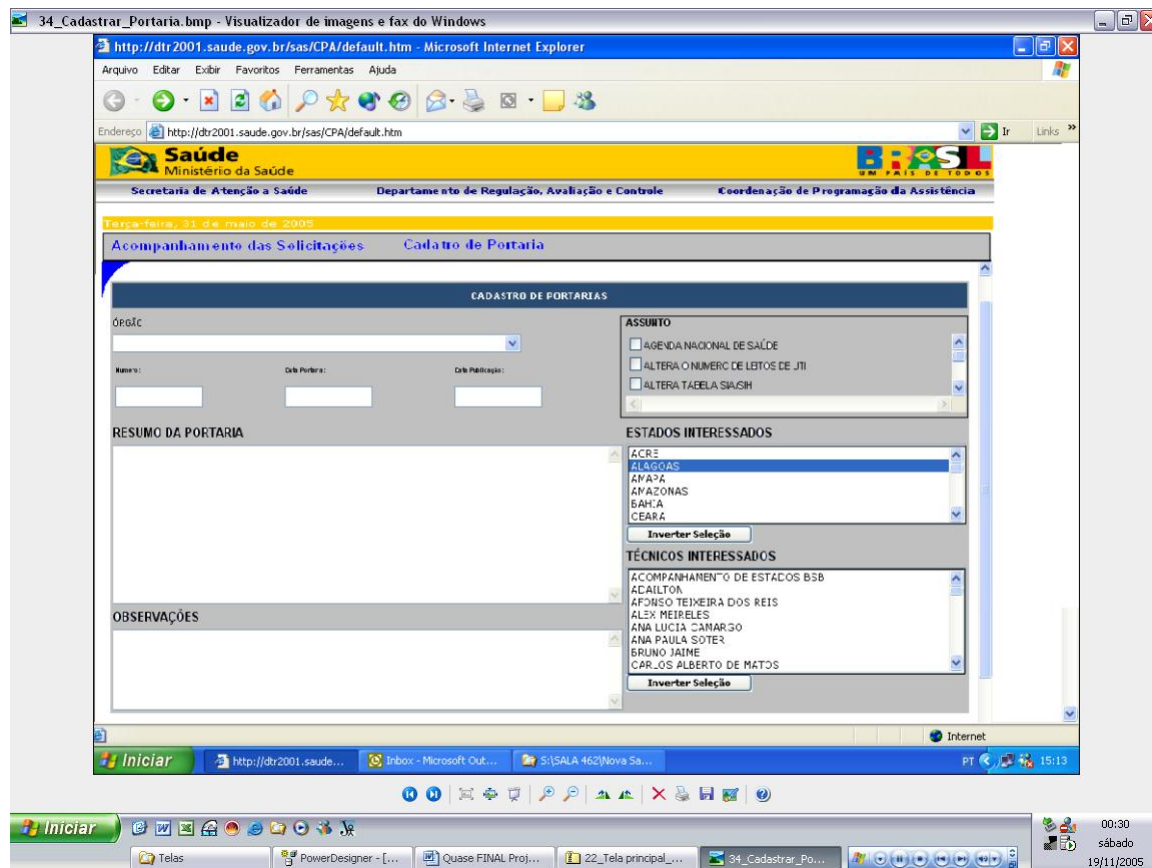 34_Cadastrar_Portaria.bmp - Visualizador de imagens e fax do Windows
http://dtr2001.saude.gov.br/sas/CPA/default.htm - Microsoft Internet Explorer
Arquivo Editar Exibir Favoritos Ferramentas Ajuda
Endereço http://dtr2001.saude.gov.br/sas/CPA/default.htm Ir Links »
Saúde
Ministério da Saúde
BRASIL
UM PAÍS DE TODOS
Secretaria de Atenção a Saúde Departamento de Regulação, Avaliação e Controle Coordenação de Programação da Assistência
Terça-feira, 31 de maio de 2005
Acompanhamento das Solicitações Cadatro de Portaria
CADASTRO DE PORTARIAS
ÓRGÃO
ASSUNTO
AGENDA NACIONAL DE SAÚDE
ALTERA O NUMERO DE LEITOS DE UTI
ALTERA TABELA SIA/SIH
Numero: Data Portaria: Data Publicação:
RESUMO DA PORTARIA
ESTADOS INTERESSADOS
ACRE
ALAGOAS
AMAPA
AMAZONAS
BAHIA
CEARA
Inverter Seleção
TÉCNICOS INTERESSADOS
ACOMPANHAMENTO DE ESTADOS BSB
ADAILTON
AFONSO TEIXEIRA DOS REIS
ALEX MEIRELES
ANA LUCIA CAMARGO
ANA PAULA SOTER
BRUNO JAIME
CARLOS ALBERTO DE MATOS
Inverter Seleção
OBSERVAÇÕES
Internet
Iniciar http://dtr2001.saude... Inbox - Microsoft Out... S:\SALA 462\Nova Sa... PT 15:13
Iniciar
Telas PowerDesigner - [... Quase FINAL Proj... 22_Tela principal_... 34_Cadastrar_Po...
00:30
sábado
19/11/2005